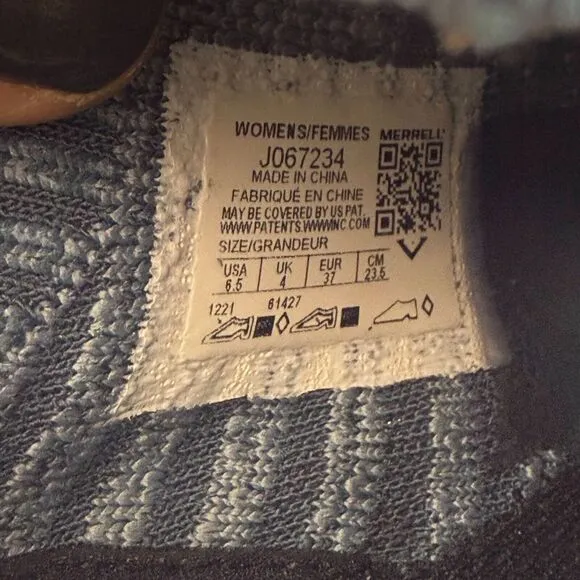 WOMENS/FEMMES MERRELL
J067234
MADE IN CHINA
FABRIQUÉ EN CHINE
MAY BE COVERED BY US PAT.
WWW.PATENTS.WWWINC.COM
SIZE/GRANDEUR
USA UK EUR CM
6.5 4 37 23.5
1221 61427